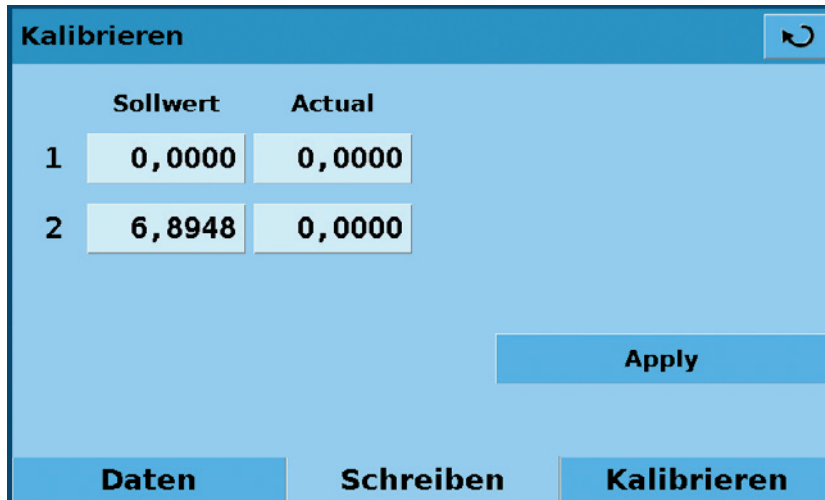 Kalibrieren
Sollwert Actual
1 0,0000 0,0000
2 6,8948 0,0000
Apply
Daten Schreiben Kalibrieren